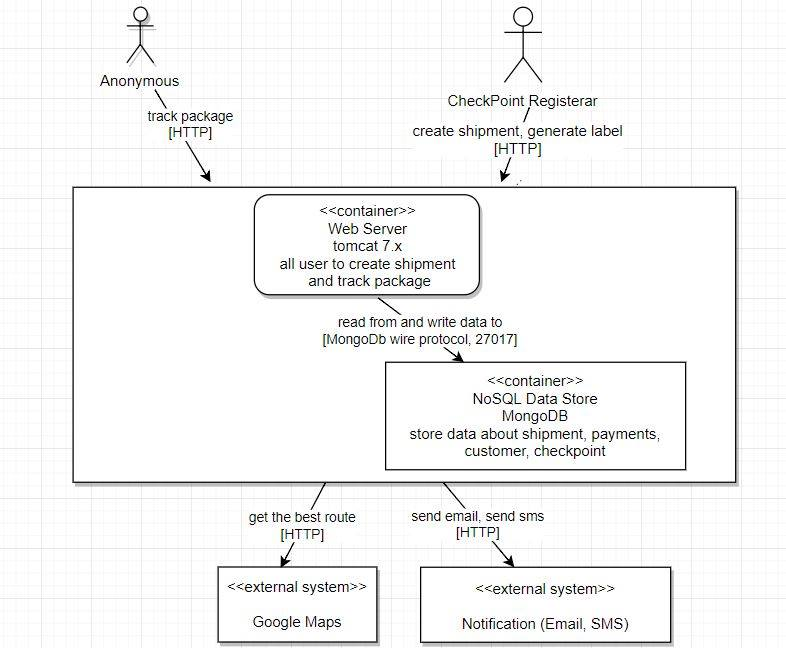 Anonymous
CheckPoint Registerar
track package
[HTTP]
create shipment, generate label
[HTTP]
<<container>>
Web Server
tomcat 7.x
all user to create shipment
and track package
read from and write data to
[MongoDb wire protocol, 27017]
<<container>>
NoSQL Data Store
MongoDB
store data about shipment, payments,
customer, checkpoint
get the best route
[HTTP]
send email, send sms
[HTTP]
<<external system>>
Google Maps
<<external system>>
Notification (Email, SMS)